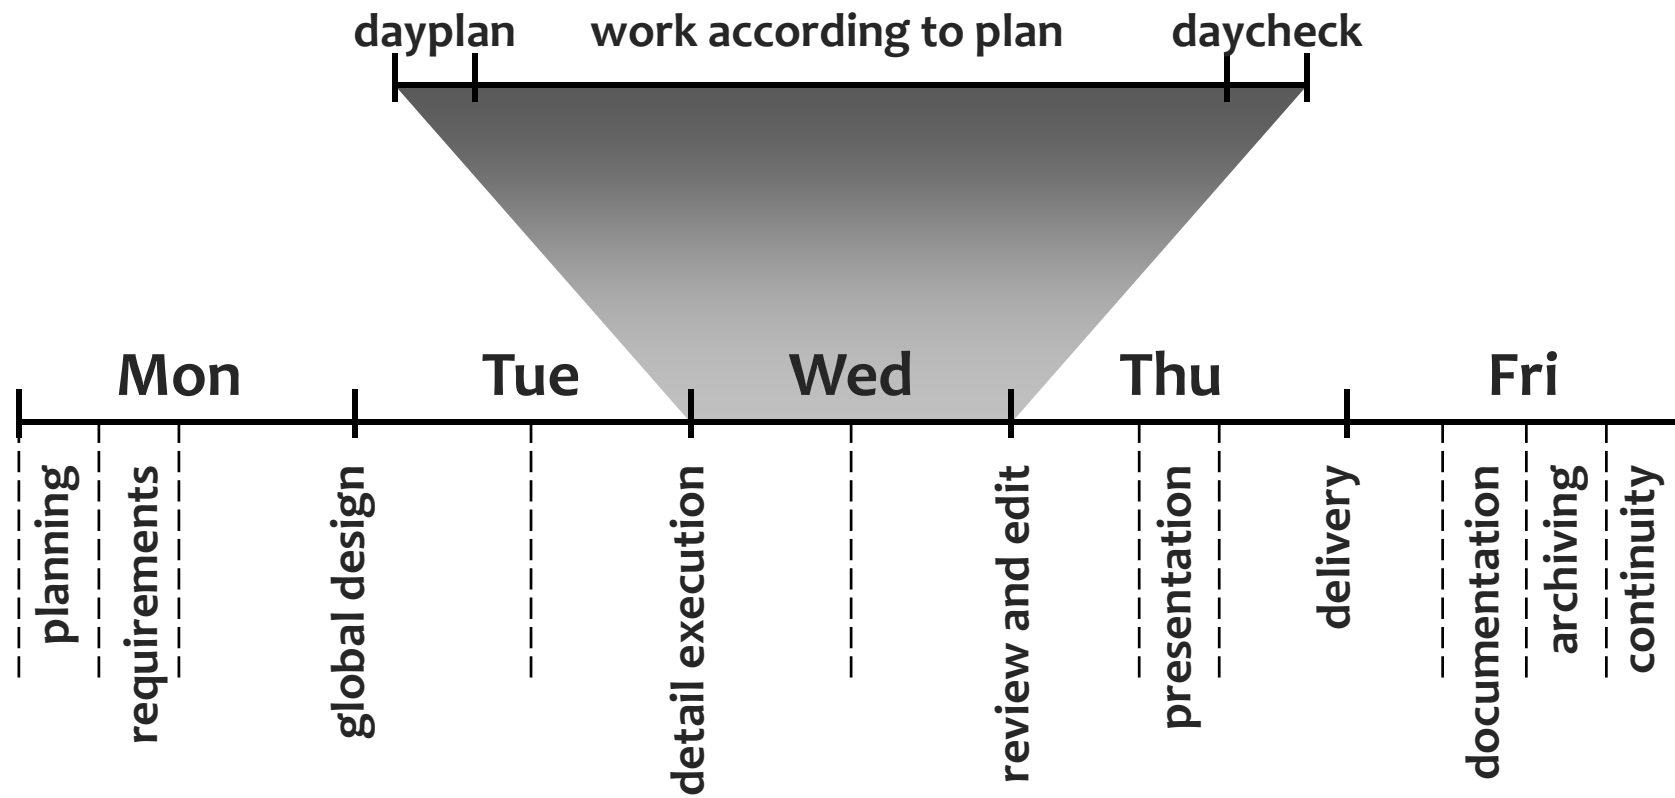 dayplan work according to plan daycheck
Mon Tue Wed Thu Fri
planning
requirements
global design
detail execution
review and edit
presentation
delivery
documentation
archiving
continuity